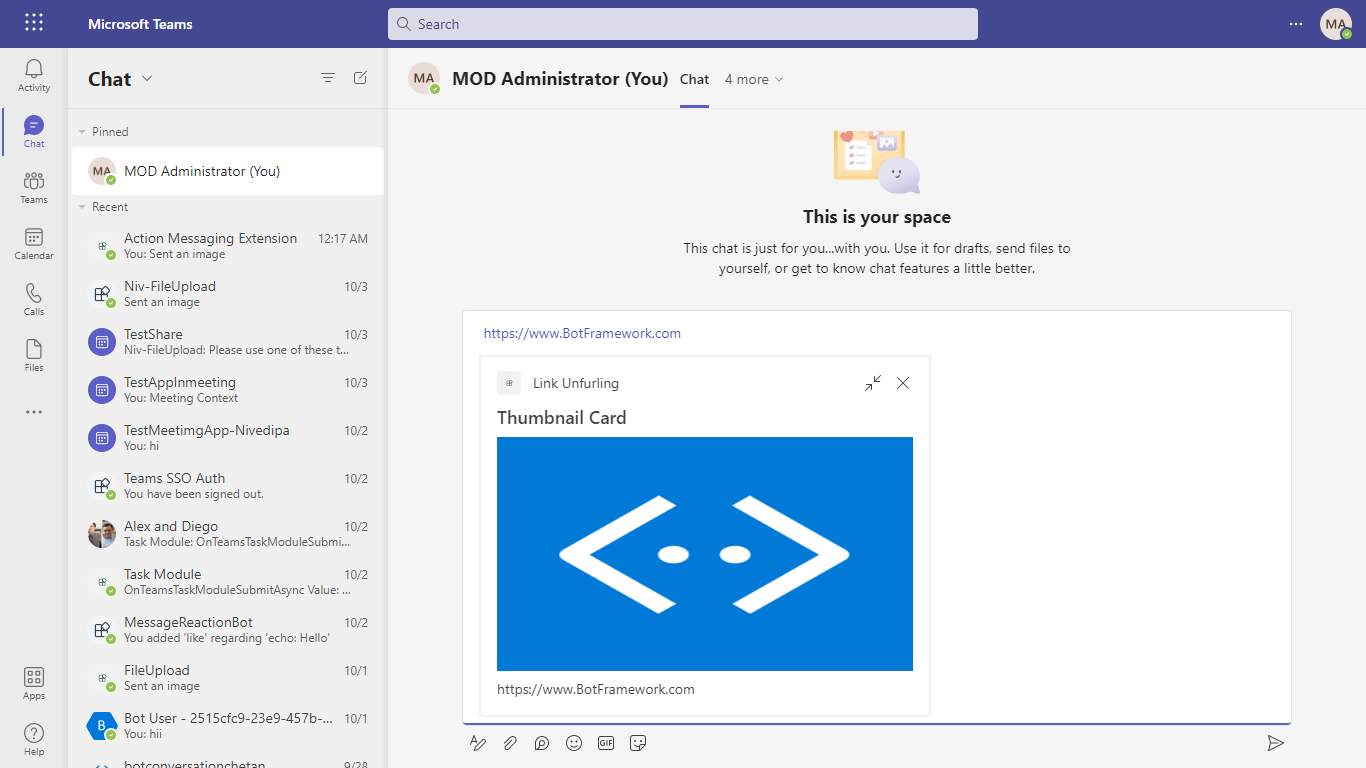 Microsoft Teams
Search
MA
Activity
Chat
Teams
Calendar
Calls
Files
Apps
Help
Chat
Pinned
MA
MOD Administrator (You)
Recent
Action Messaging Extension 12:17 AM
You: Sent an image
Niv-FileUpload 10/3
Sent an image
TestShare 10/3
Niv-FileUpload: Please use one of these t...
TestAppInmeeting 10/3
You: Meeting Context
TestMeetimgApp-Nivedipa 10/2
You: hi
Teams SSO Auth 10/2
You have been signed out.
Alex and Diego 10/2
Task Module: OnTeamsTaskModuleSubmi...
Task Module 10/2
OnTeamsTaskModuleSubmitAsync Value: ...
MessageReactionBot 10/2
You added 'like' regarding 'echo: Hello'
FileUpload 10/1
Sent an image
B
Bot User - 2515cfc9-23e9-457b-... 10/1
You: hii
botconversationchetan 9/28
MA
MOD Administrator (You) Chat 4 more
This is your space
This chat is just for you...with you. Use it for drafts, send files to
yourself, or get to know chat features a little better.
https://www.BotFramework.com
Link Unfurling
Thumbnail Card
https://www.BotFramework.com
GIF